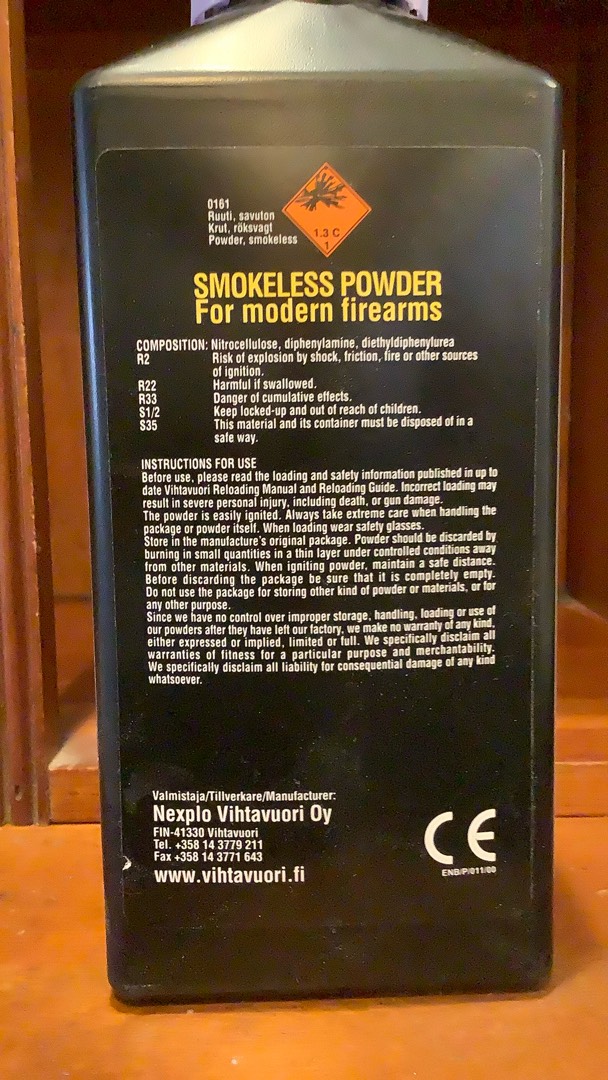 0161
Ruuti, savuton
Krut, röksvagt
Powder, smokeless
1.3 C
1
SMOKELESS POWDER
For modern firearms
COMPOSITION: Nitrocellulose, diphenylamine, diethyldiphenylurea
R2 Risk of explosion by shock, friction, fire or other sources
of ignition.
R22 Harmful if swallowed.
R33 Danger of cumulative effects.
S1/2 Keep locked-up and out of reach of children.
S35 This material and its container must be disposed of in a
safe way.
INSTRUCTIONS FOR USE
Before use, please read the loading and safety information published in up to
date Vihtavuori Reloading Manual and Reloading Guide. Incorrect loading may
result in severe personal injury, including death, or gun damage.
The powder is easily ignited. Always take extreme care when handling the
package or powder itself. When loading wear safety glasses.
Store in the manufacture's original package. Powder should be discarded by
burning in small quantities in a thin layer under controlled conditions away
from other materials. When igniting powder, maintain a safe distance.
Before discarding the package be sure that it is completely empty.
Do not use the package for storing other kind of powder or materials, or for
any other purpose.
Since we have no control over improper storage, handling, loading or use of
our powders after they have left our factory, we make no warranty of any kind,
either expressed or implied, limited or full. We specifically disclaim all
warranties of fitness for a particular purpose and merchantability.
We specifically disclaim all liability for consequential damage of any kind
whatsoever.
Valmistaja/Tillverkare/Manufacturer:
Nexplo Vihtavuori Oy
FIN-41330 Vihtavuori
Tel. +358 14 3779 211
Fax +358 14 3771 643
www.vihtavuori.fi
CE
ENB/P/011/00